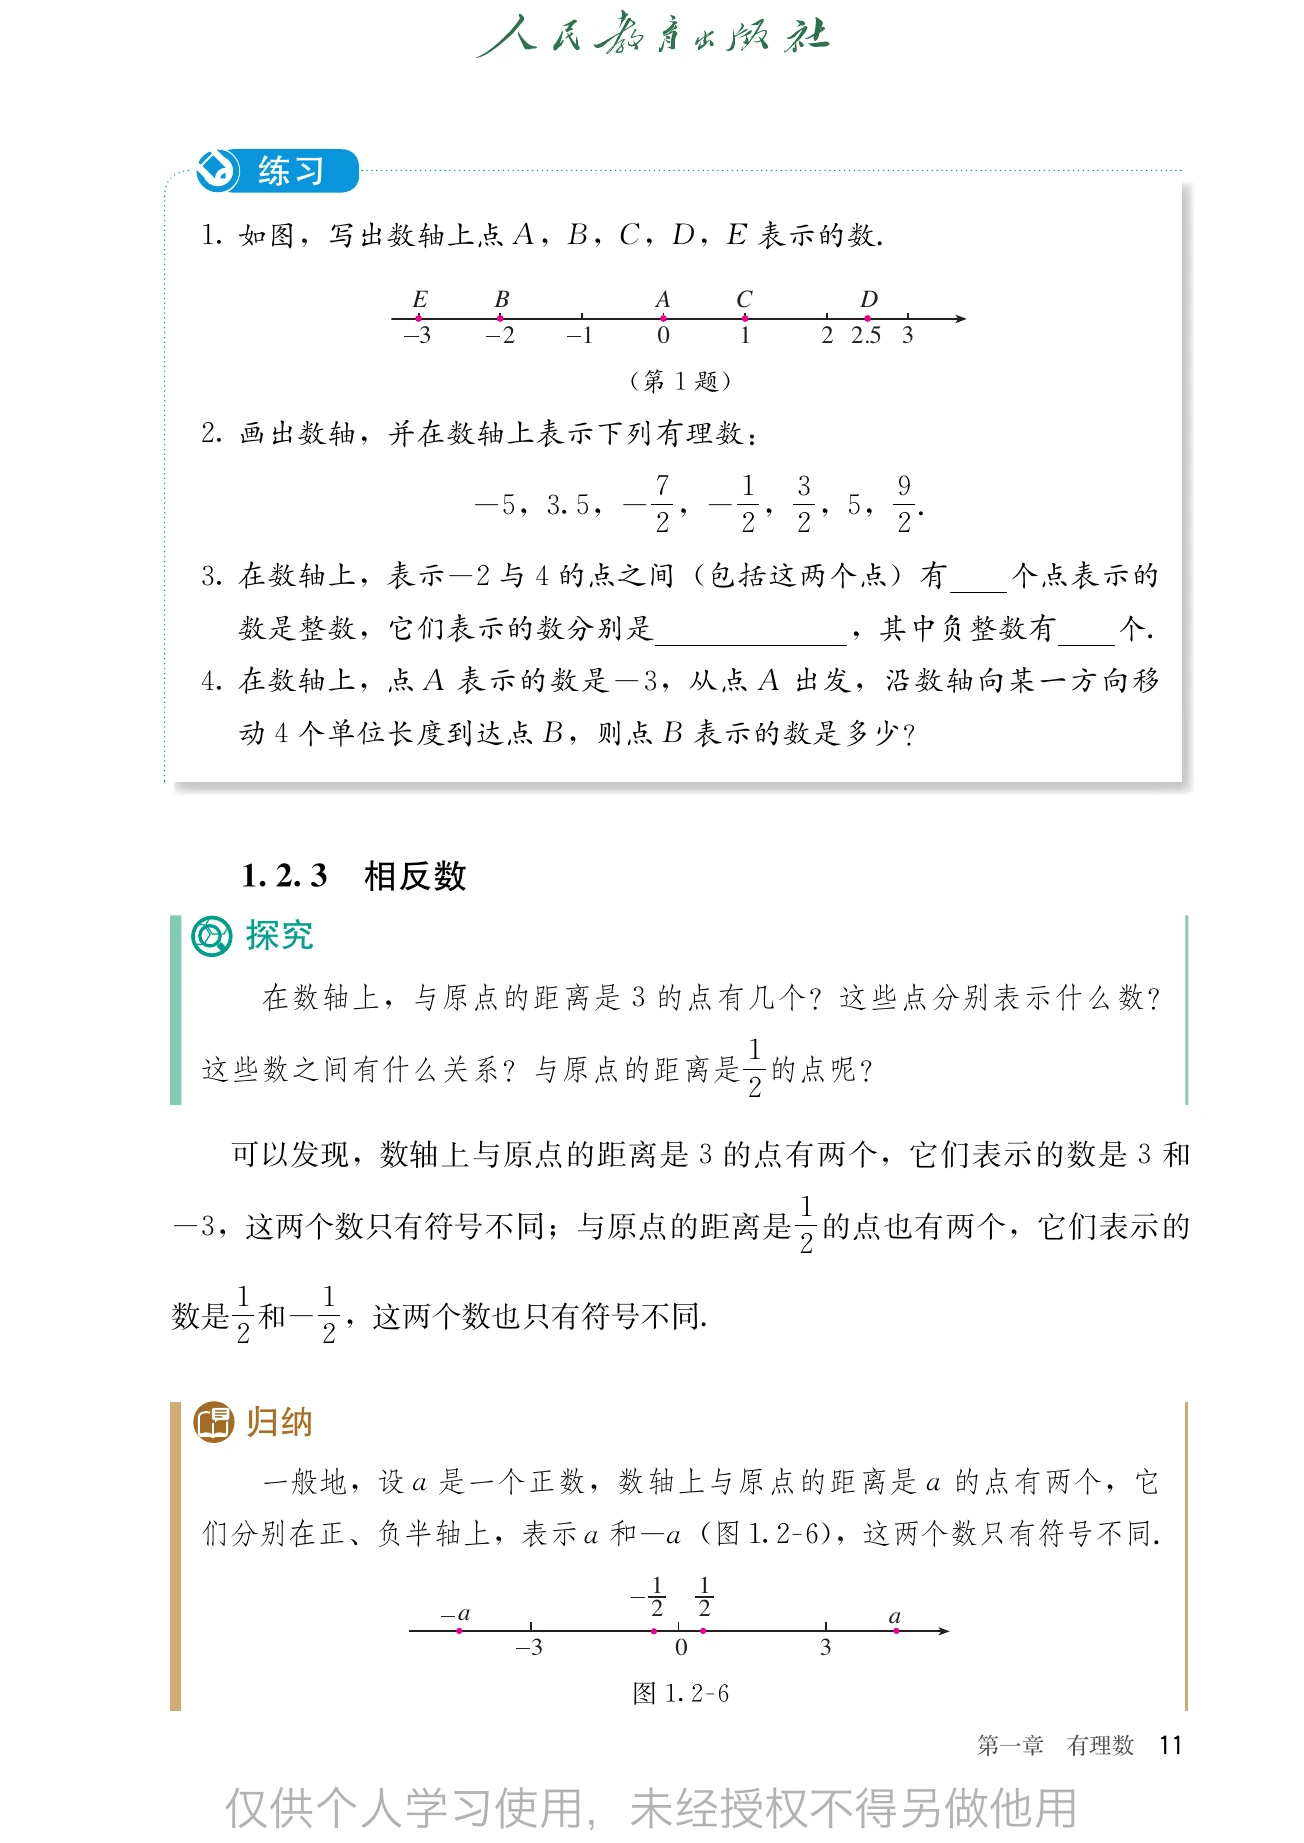 人民教育出版社
练习
1. 如图，写出数轴上点 A，B，C，D，E 表示的数.
E B A C D
−3 −2 −1 0 1 2 2.5 3
（第 1 题）
2. 画出数轴，并在数轴上表示下列有理数：
−5，3.5，−7/2，−1/2，3/2，5，9/2.
3. 在数轴上，表示−2 与 4 的点之间（包括这两个点）有____个点表示的
数是整数，它们表示的数分别是____________，其中负整数有____个.
4. 在数轴上，点 A 表示的数是−3，从点 A 出发，沿数轴向某一方向移
动 4 个单位长度到达点 B，则点 B 表示的数是多少？
1.2.3 相反数
探究
在数轴上，与原点的距离是 3 的点有几个？这些点分别表示什么数？
这些数之间有什么关系？与原点的距离是1/2的点呢？
可以发现，数轴上与原点的距离是 3 的点有两个，它们表示的数是 3 和
−3，这两个数只有符号不同；与原点的距离是1/2的点也有两个，它们表示的
数是1/2和−1/2，这两个数也只有符号不同.
归纳
一般地，设 a 是一个正数，数轴上与原点的距离是 a 的点有两个，它
们分别在正、负半轴上，表示 a 和−a（图 1.2-6），这两个数只有符号不同.
−a −1/2 1/2 a
−3 0 3
图 1.2-6
第一章 有理数 11
仅供个人学习使用，未经授权不得另做他用